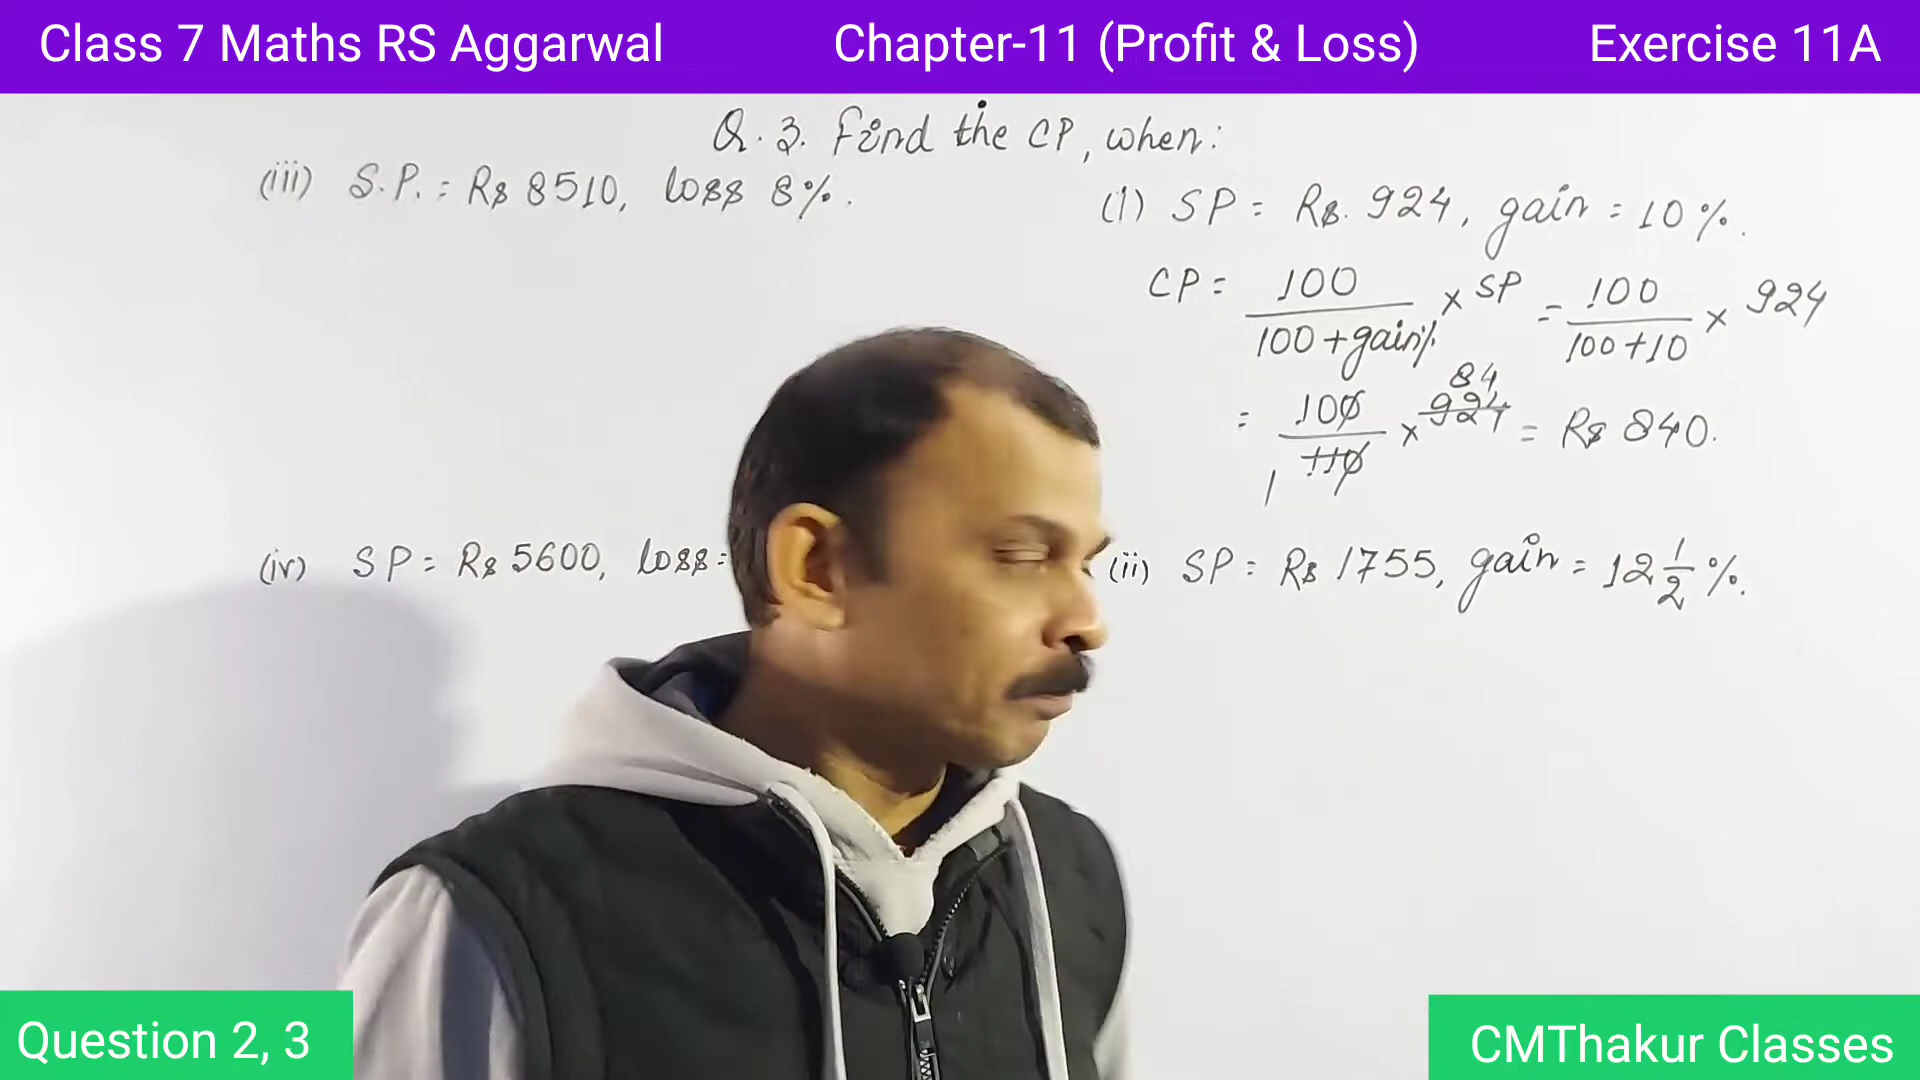 Class 7 Maths RS Aggarwal Chapter-11 (Profit & Loss) Exercise 11A
Q. 3. Find the CP, when:
(iii) S.P. = Rs 8510, loss 8%.
(i) SP = Rs. 924, gain = 10%.
CP = 100/100+gain% × SP = 100/100+10 × 924
= 100/110 × 924 = Rs 840.
84
1
(iv) SP = Rs 5600, loss =
(ii) SP = Rs 1755, gain = 12 1/2 %.
Question 2, 3
CMThakur Classes